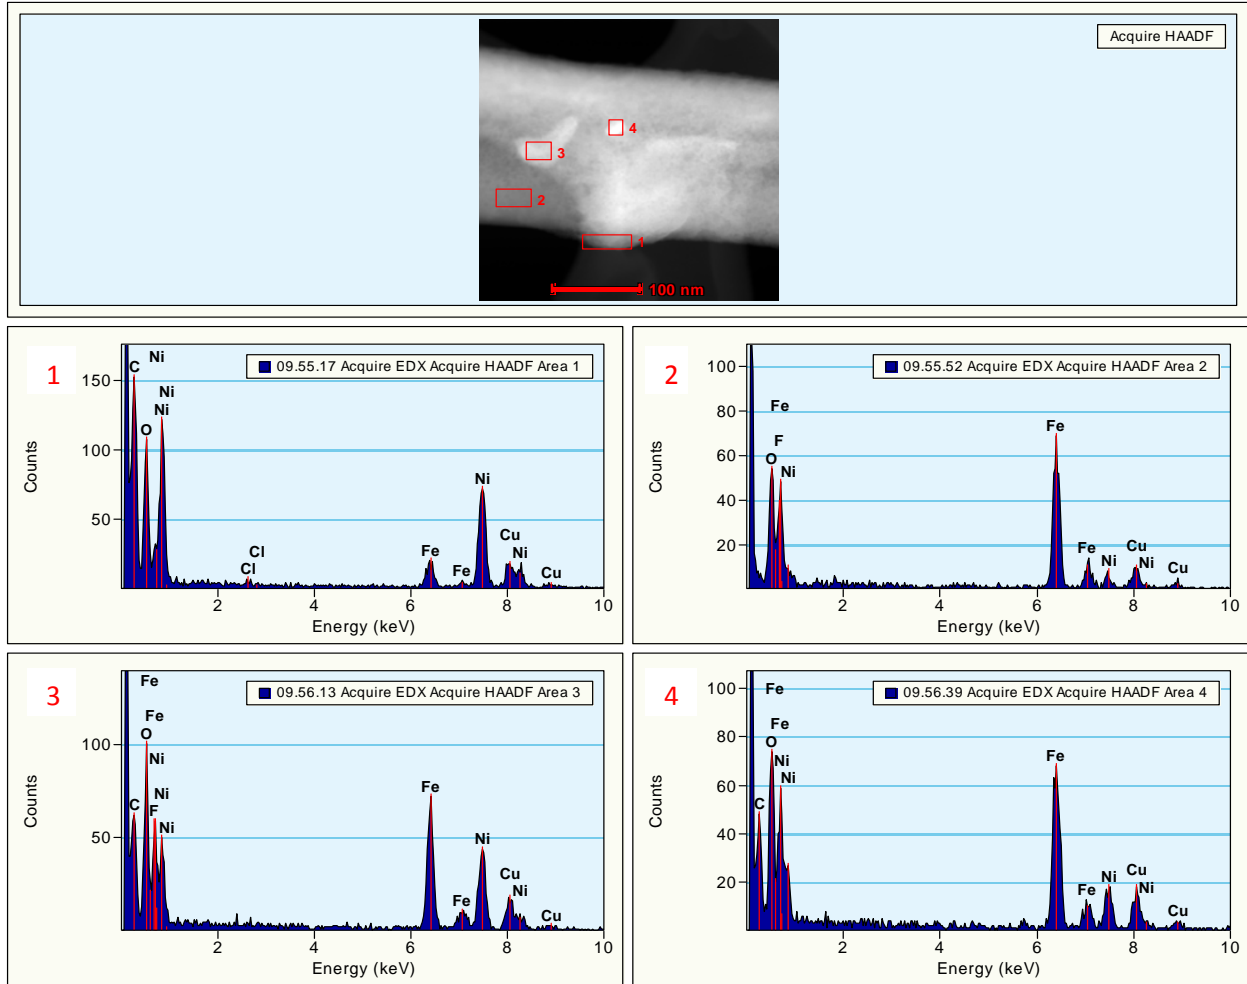 Acquire HAADF
4
3
2
1
100 nm
1
09.55.17 Acquire EDX Acquire HAADF Area 1
Counts
150
100
50
C
O
Ni
Ni
Ni
Cl
Cl
Fe
Fe
Ni
Cu
Ni
Cu
2
4
6
8
10
Energy (keV)
2
09.55.52 Acquire EDX Acquire HAADF Area 2
Counts
100
80
60
40
20
Fe
F
O
Ni
Fe
Fe
Ni
Cu
Ni
Cu
2
4
6
8
10
Energy (keV)
3
09.56.13 Acquire EDX Acquire HAADF Area 3
Counts
100
50
Fe
Fe
O
Ni
Ni
C
F
Ni
Fe
Fe
Ni
Cu
Ni
Cu
2
4
6
8
10
Energy (keV)
4
09.56.39 Acquire EDX Acquire HAADF Area 4
Counts
100
80
60
40
20
Fe
Fe
O
Ni
Ni
C
Fe
Fe
Ni
Cu
Ni
Cu
2
4
6
8
10
Energy (keV)